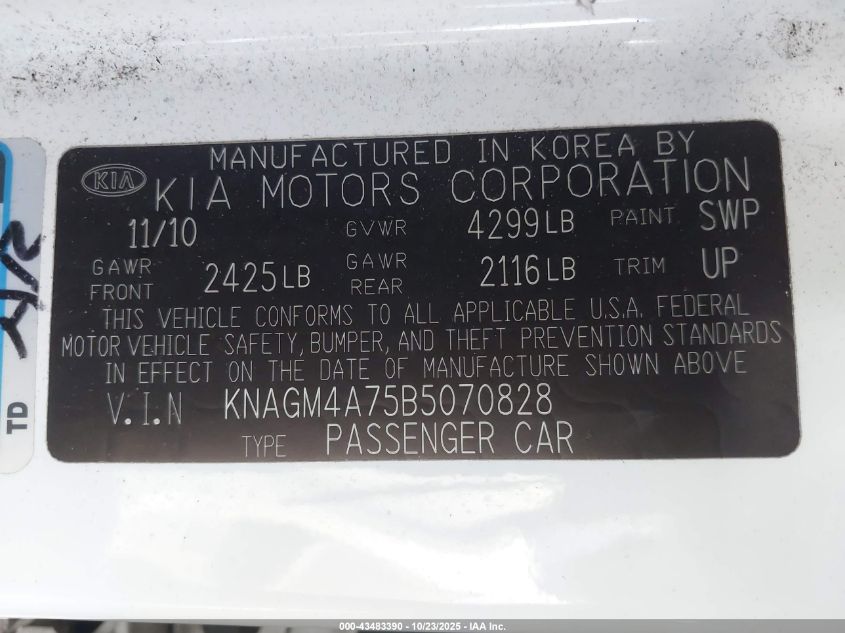 MANUFACTURED IN KOREA BY
KIA KIA MOTORS CORPORATION
11/10 GVWR 4299LB PAINT SWP
GAWR FRONT 2425LB GAWR REAR 2116LB TRIM UP
THIS VEHICLE CONFORMS TO ALL APPLICABLE U.S.A. FEDERAL
MOTOR VEHICLE SAFETY, BUMPER, AND THEFT PREVENTION STANDARDS
IN EFFECT ON THE DATE OF MANUFACTURE SHOWN ABOVE
V.I.N KNAGM4A75B5070828
TYPE PASSENGER CAR
TD
000-43483390 - 10/23/2025 - IAA Inc.